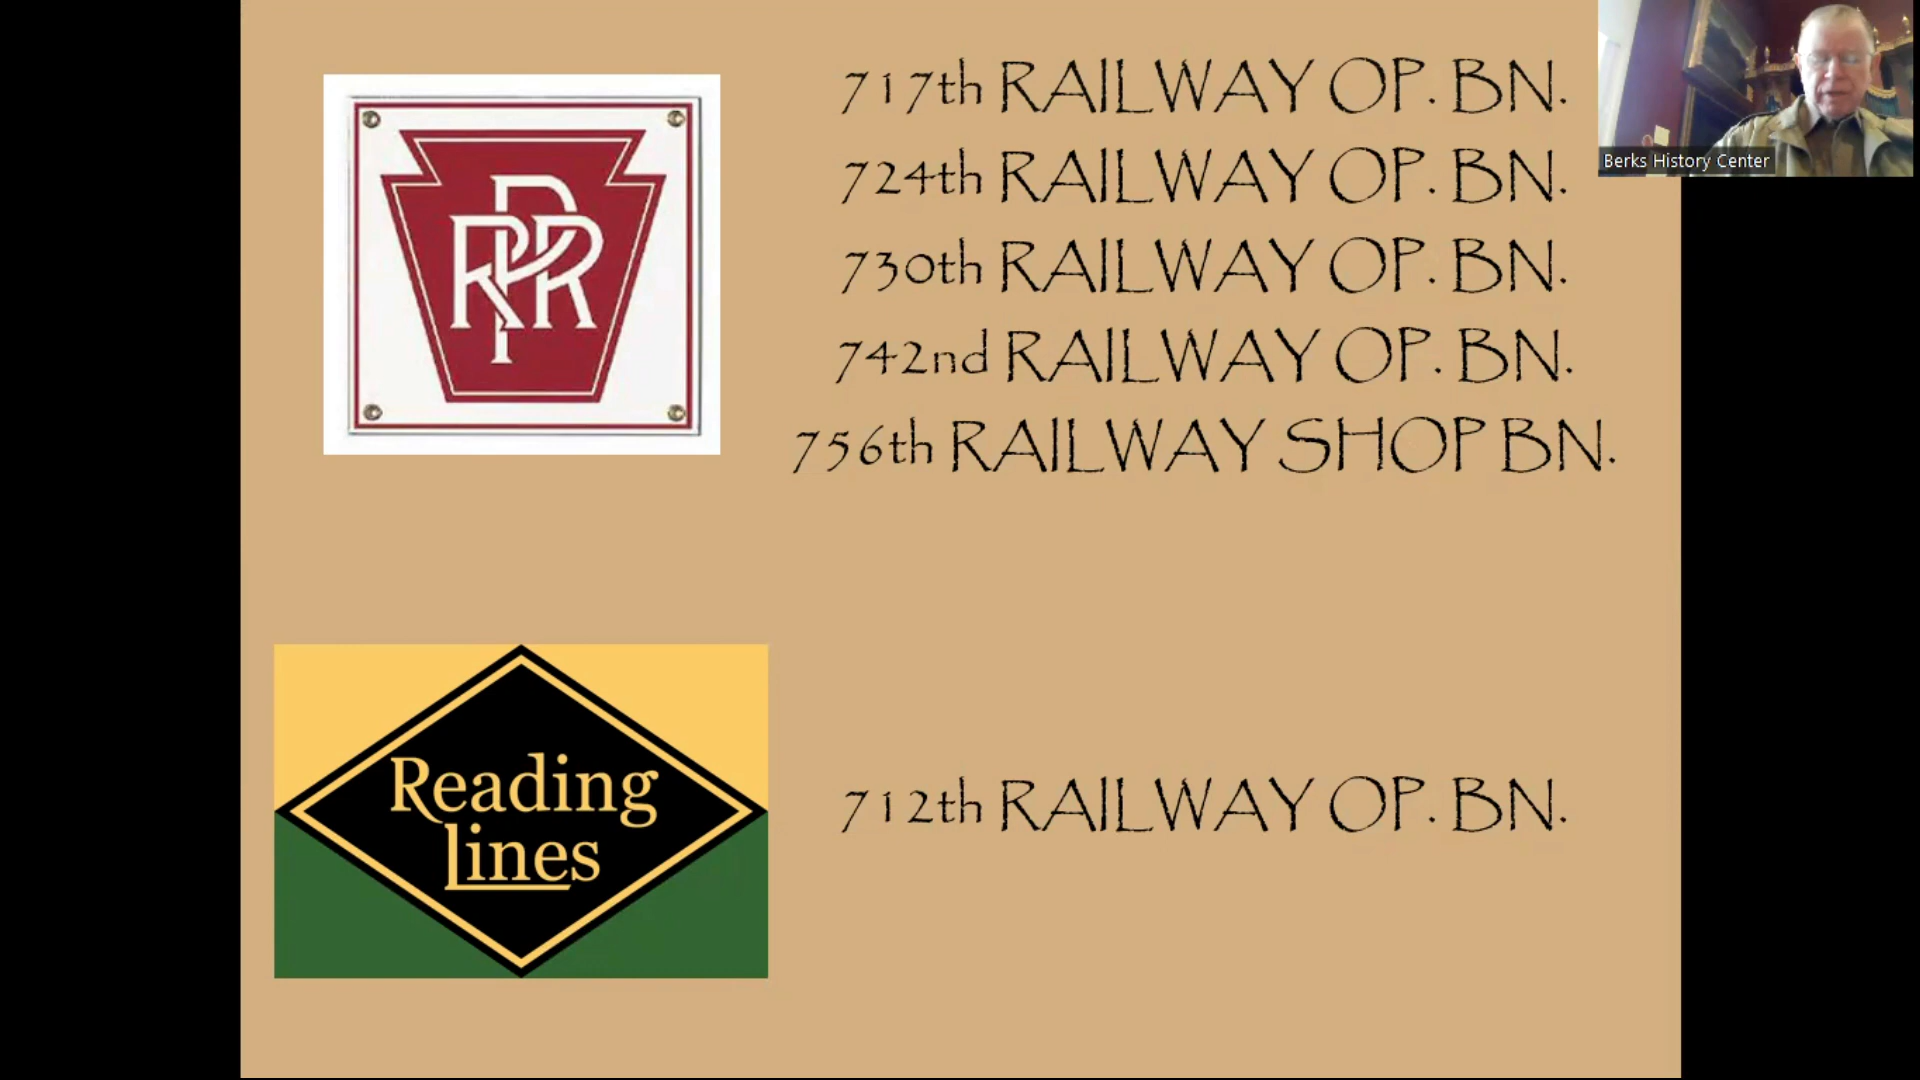 717th RAILWAY OP. BN.
724th RAILWAY OP. BN.
730th RAILWAY OP. BN.
742nd RAILWAY OP. BN.
756th RAILWAY SHOP BN.
PRR
Berks History Center
Reading
Lines
712th RAILWAY OP. BN.